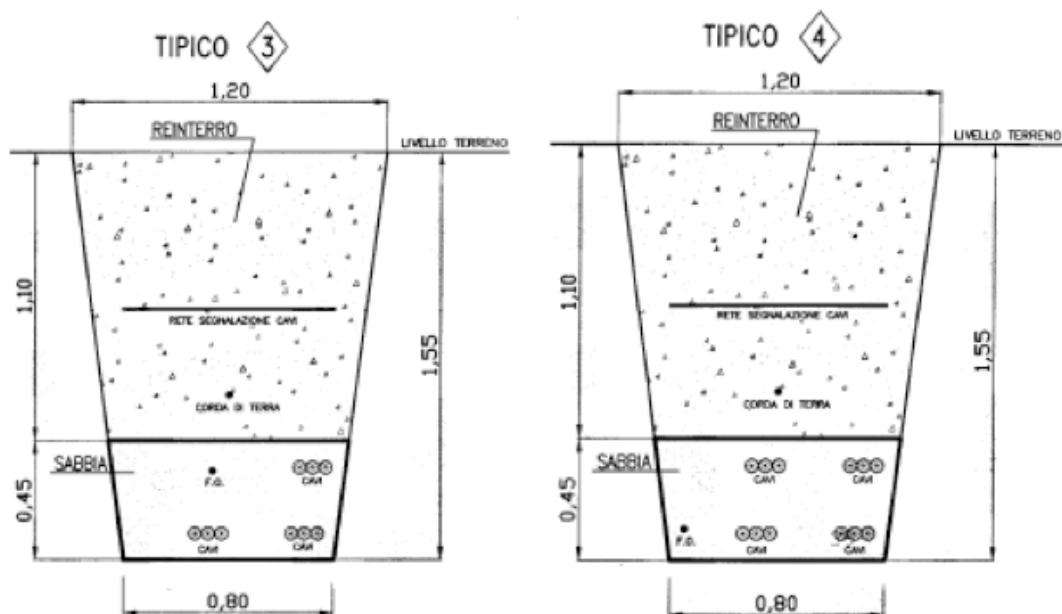 TIPICO 3
1,20
REINTERRO
LIVELLO TERRENO
1,10
RETE SEGNALAZIONE CAVI
1,55
CORDA DI TERRA
SABBIA
F.O.
CAVI
0,45
CAVI
CAVI
0,80
TIPICO 4
1,20
REINTERRO
LIVELLO TERRENO
1,10
RETE SEGNALAZIONE CAVI
1,55
CORDA DI TERRA
SABBIA
CAVI
CAVI
0,45
F.O.
CAVI
CAVI
0,80